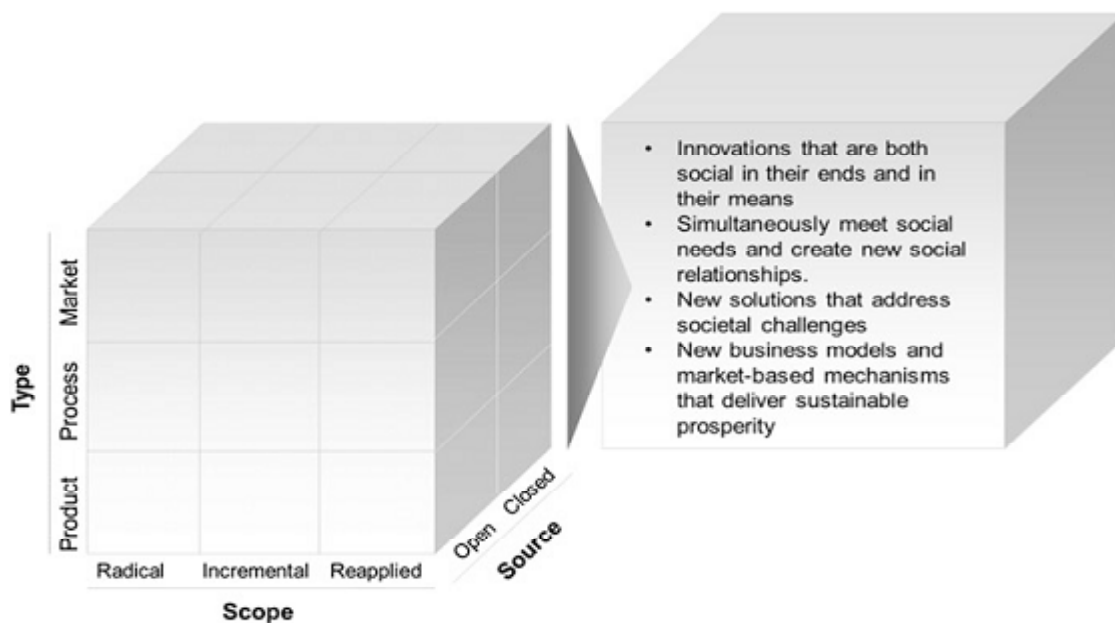 • Innovations that are both
social in their ends and in
their means
• Simultaneously meet social
needs and create new social
relationships.
• New solutions that address
societal challenges
• New business models and
market-based mechanisms
that deliver sustainable
prosperity
Type
Market
Process
Product
Radical Incremental Reapplied
Scope
Open Closed
Source